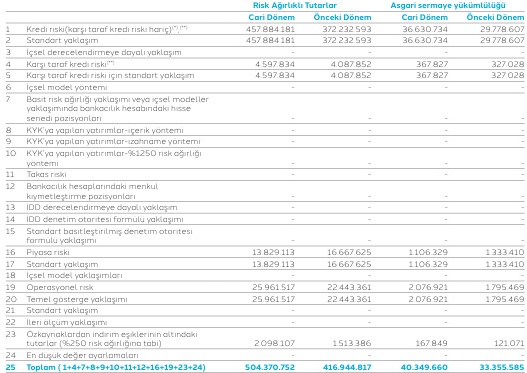 Risk Ağırlıklı Tutarlar Asgari sermaye yükümlülüğü
Cari Dönem Önceki Dönem Cari Dönem Önceki Dönem
1 Kredi riski(karşı taraf kredi riski hariç)(*),(**) 457.884.181 372.232.593 36.630.734 29.778.607
2 Standart yaklaşım 457.884.181 372.232.593 36.630.734 29.778.607
3 İçsel derecelendirmeye dayalı yaklaşım - - - -
4 Karşı taraf kredi riski(**) 4.597.834 4.087.852 367.827 327.028
5 Karşı taraf kredi riski için standart yaklaşım 4.597.834 4.087.852 367.827 327.028
6 İçsel model yöntemi - - - -
7 Basit risk ağırlığı yaklaşımı veya içsel modeller
yaklaşımında bankacılık hesabındaki hisse
senedi pozisyonları - - - -
8 KYK'ya yapılan yatırımlar-içerik yöntemi - - - -
9 KYK'ya yapılan yatırımlar-izahname yöntemi - - - -
10 KYK'ya yapılan yatırımlar-%1250 risk ağırlığı
yöntemi - - - -
11 Takas riski - - - -
12 Bankacılık hesaplarındaki menkul
kıymetleştirme pozisyonları - - - -
13 İDD derecelendirmeye dayalı yaklaşım - - - -
14 İDD denetim otoritesi formülü yaklaşımı - - - -
15 Standart basitleştirilmiş denetim otoritesi
formülü yaklaşımı - - - -
16 Piyasa riski 13.829.113 16.667.625 1.106.329 1.333.410
17 Standart yaklaşım 13.829.113 16.667.625 1.106.329 1.333.410
18 İçsel model yaklaşımları - - - -
19 Operasyonel risk 25.961.517 22.443.361 2.076.921 1.795.469
20 Temel gösterge yaklaşımı 25.961.517 22.443.361 2.076.921 1.795.469
21 Standart yaklaşım - - - -
22 İleri ölçüm yaklaşımı - - - -
23 Özkaynaklardan indirim eşiklerinin altındaki
tutarlar (%250 risk ağırlığına tabi) 2.098.107 1.513.386 167.849 121.071
24 En düşük değer ayarlamaları - - - -
25 Toplam (1+4+7+8+9+10+11+12+16+19+23+24) 504.370.752 416.944.817 40.349.660 33.355.585